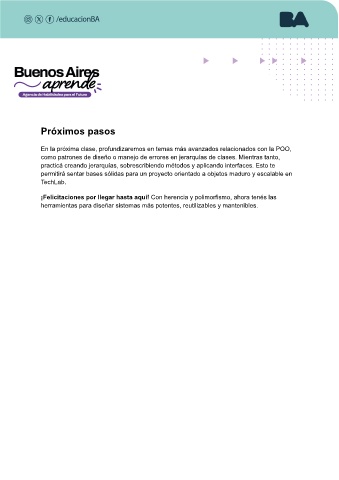 /educacionBA
BA
Buenos Aires
aprende
Agencia de Habilidades para el Futuro
Próximos pasos
En la próxima clase, profundizaremos en temas más avanzados relacionados con la POO,
como patrones de diseño o manejo de errores en jerarquías de clases. Mientras tanto,
practicá creando jerarquías, sobrescribiendo métodos y aplicando interfaces. Esto te
permitirá sentar bases sólidas para un proyecto orientado a objetos maduro y escalable en
TechLab.
¡Felicitaciones por llegar hasta aquí! Con herencia y polimorfismo, ahora tenés las
herramientas para diseñar sistemas más potentes, reutilizables y mantenibles.